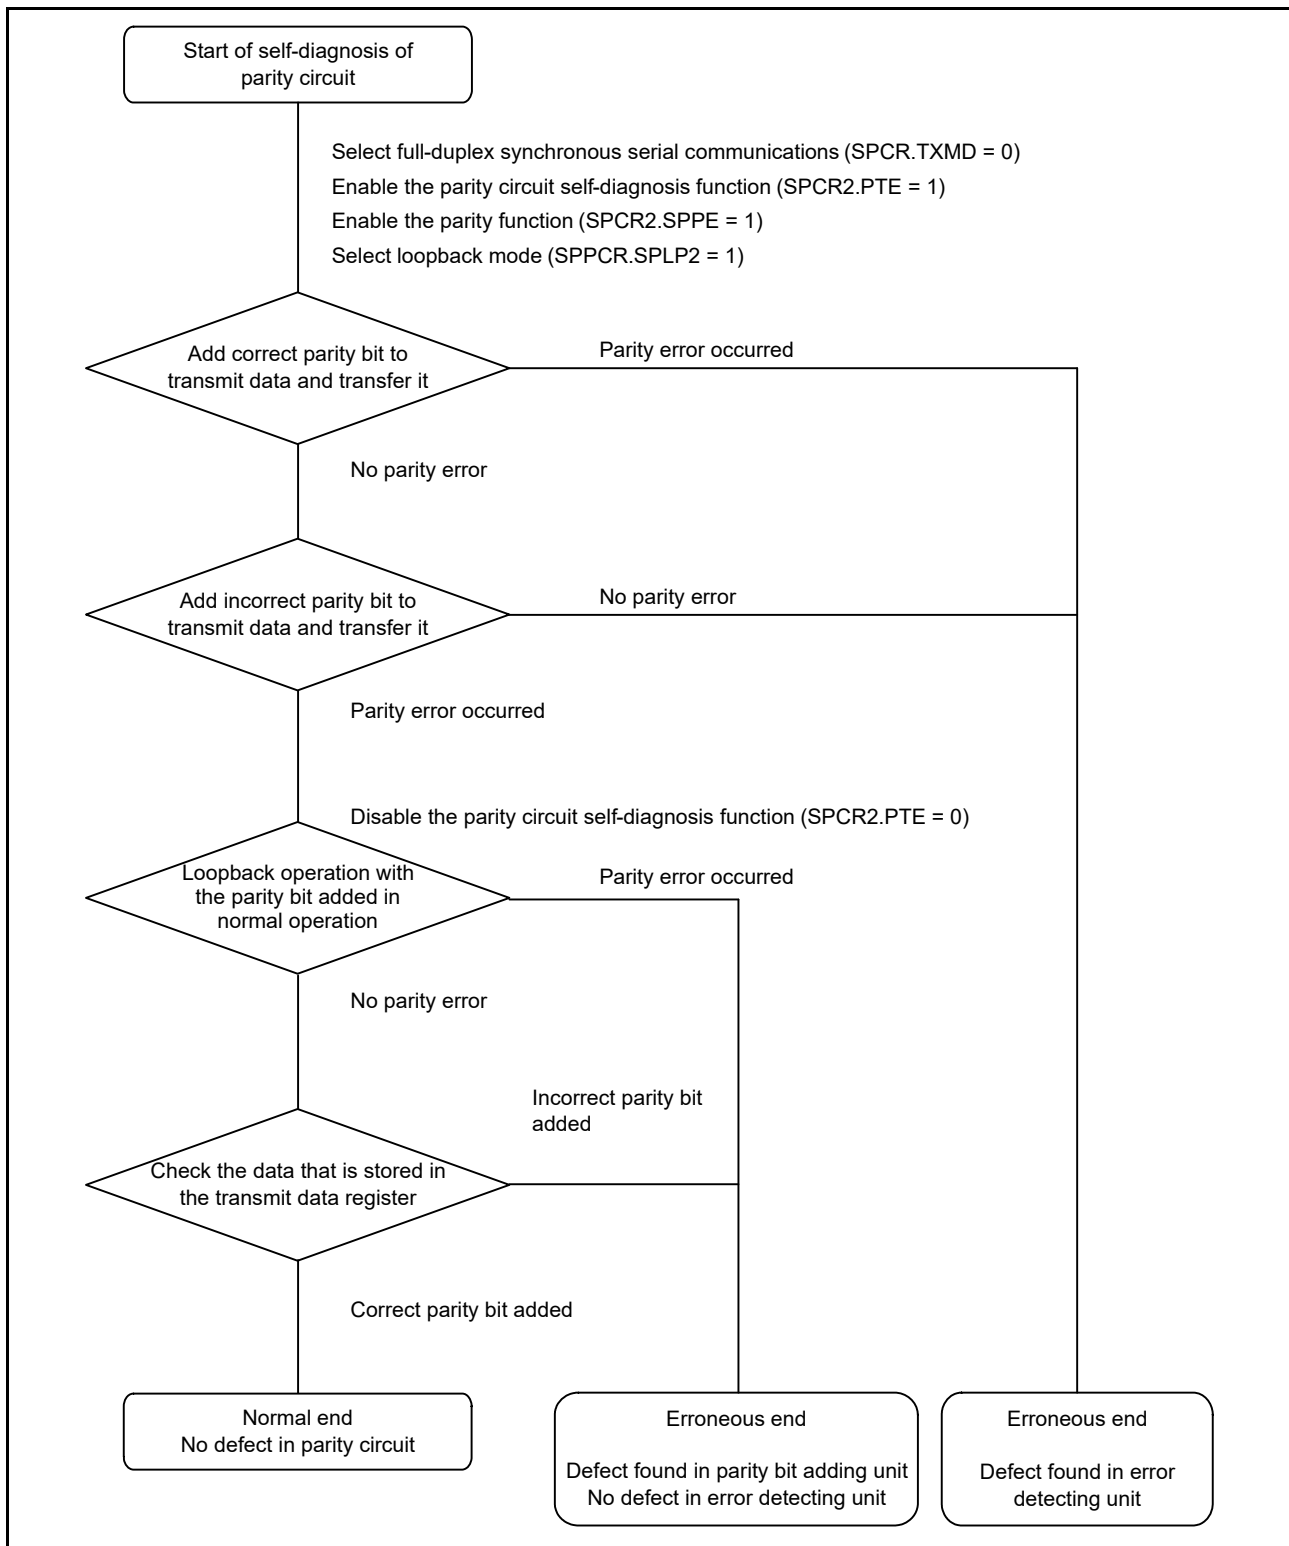 Start of self-diagnosis of
parity circuit
Select full-duplex synchronous serial communications (SPCR.TXMD = 0)
Enable the parity circuit self-diagnosis function (SPCR2.PTE = 1)
Enable the parity function (SPCR2.SPPE = 1)
Select loopback mode (SPPCR.SPLP2 = 1)
Add correct parity bit to
transmit data and transfer it
Parity error occurred
No parity error
Add incorrect parity bit to
transmit data and transfer it
No parity error
Parity error occurred
Disable the parity circuit self-diagnosis function (SPCR2.PTE = 0)
Loopback operation with
the parity bit added in
normal operation
Parity error occurred
No parity error
Incorrect parity bit
added
Check the data that is stored in
the transmit data register
Correct parity bit added
Normal end
No defect in parity circuit
Erroneous end
Defect found in parity bit adding unit
No defect in error detecting unit
Erroneous end
Defect found in error
detecting unit